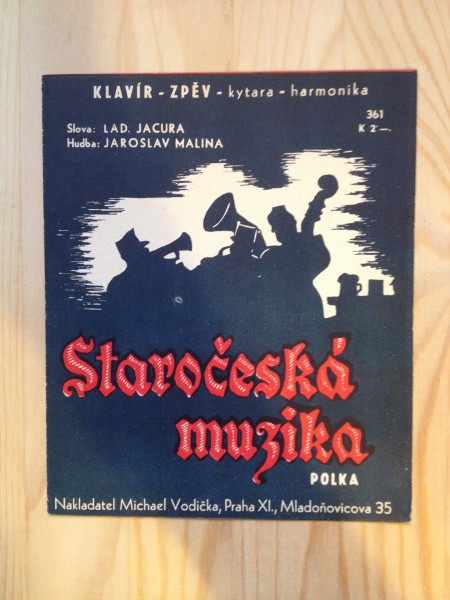 KLAVÍR - ZPĚV - kytara - harmonika
361
Slova: LAD. JACURA
K 2·—.
Hudba: JAROSLAV MALINA
Staročeská
muzika
POLKA
Nakladatel Michael Vodička, Praha XI., Mladoňovicova 35